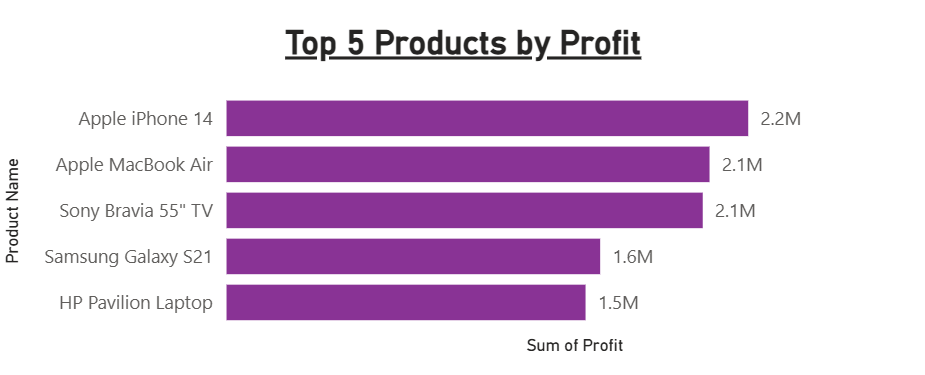 Top 5 Products by Profit
Product Name
Apple iPhone 14 2.2M
Apple MacBook Air 2.1M
Sony Bravia 55" TV 2.1M
Samsung Galaxy S21 1.6M
HP Pavilion Laptop 1.5M
Sum of Profit